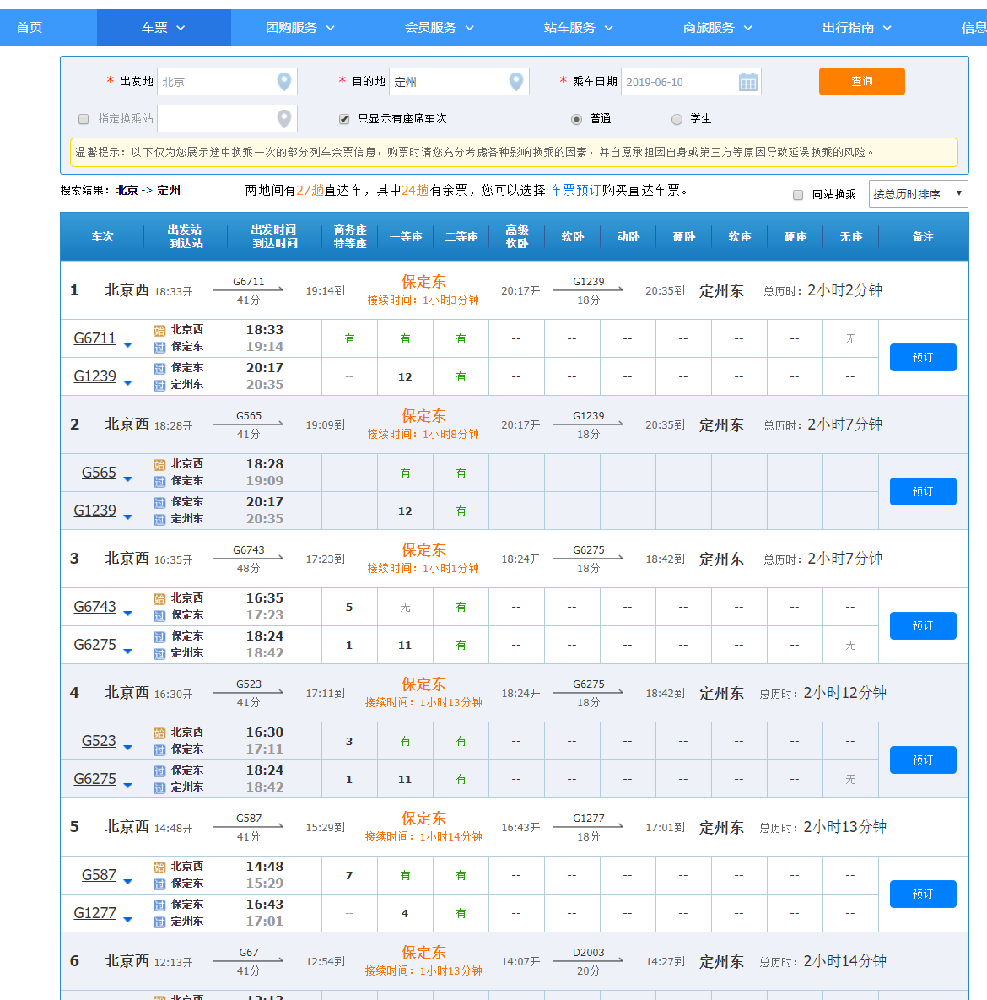 首页 车票 团购服务 会员服务 站车服务 商旅服务 出行指南 信息
* 出发地 北京 * 目的地 定州 * 乘车日期 2019-06-10 查询
指定换乘站 只显示有座席车次 普通 学生
温馨提示：以下仅为您展示途中换乘一次的部分列车余票信息，购票时请您充分考虑各种影响换乘的因素，并自愿承担因自身或第三方等原因导致延误换乘的风险。
搜索结果：北京 -> 定州 两地间有27趟直达车，其中24趟有余票，您可以选择 车票预订购买直达车票。 同站换乘 按总历时排序
车次 出发站 到达站 出发时间 到达时间 商务座 特等座 一等座 二等座 高级 软卧 软卧 动卧 硬卧 软座 硬座 无座 备注
1 北京西 18:33开 G6711 41分 19:14到 保定东 接续时间：1小时3分钟 20:17开 G1239 18分 20:35到 定州东 总历时：2小时2分钟
G6711 始 北京西 过 保定东 18:33 19:14 有 有 有 -- -- -- -- -- -- 无 预订
G1239 过 保定东 过 定州东 20:17 20:35 -- 12 有 -- -- -- -- -- -- --
2 北京西 18:28开 G565 41分 19:09到 保定东 接续时间：1小时8分钟 20:17开 G1239 18分 20:35到 定州东 总历时：2小时7分钟
G565 始 北京西 过 保定东 18:28 19:09 -- 有 有 -- -- -- -- -- -- -- 预订
G1239 过 保定东 过 定州东 20:17 20:35 -- 12 有 -- -- -- -- -- -- --
3 北京西 16:35开 G6743 48分 17:23到 保定东 接续时间：1小时1分钟 18:24开 G6275 18分 18:42到 定州东 总历时：2小时7分钟
G6743 始 北京西 过 保定东 16:35 17:23 5 无 有 -- -- -- -- -- -- -- 预订
G6275 过 保定东 过 定州东 18:24 18:42 1 11 有 -- -- -- -- -- -- 无
4 北京西 16:30开 G523 41分 17:11到 保定东 接续时间：1小时13分钟 18:24开 G6275 18分 18:42到 定州东 总历时：2小时12分钟
G523 始 北京西 过 保定东 16:30 17:11 3 有 有 -- -- -- -- -- -- -- 预订
G6275 过 保定东 过 定州东 18:24 18:42 1 11 有 -- -- -- -- -- -- 无
5 北京西 14:48开 G587 41分 15:29到 保定东 接续时间：1小时14分钟 16:43开 G1277 18分 17:01到 定州东 总历时：2小时13分钟
G587 始 北京西 过 保定东 14:48 15:29 7 有 有 -- -- -- -- -- -- -- 预订
G1277 过 保定东 过 定州东 16:43 17:01 -- 4 有 -- -- -- -- -- -- --
6 北京西 12:13开 G67 41分 12:54到 保定东 接续时间：1小时13分钟 14:07开 D2003 20分 14:27到 定州东 总历时：2小时14分钟
始 北京西 12:13